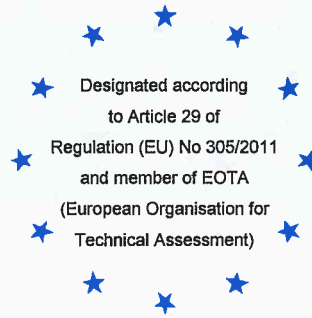 Designated according
to Article 29 of
Regulation (EU) No 305/2011
and member of EOTA
(European Organisation for
Technical Assessment)